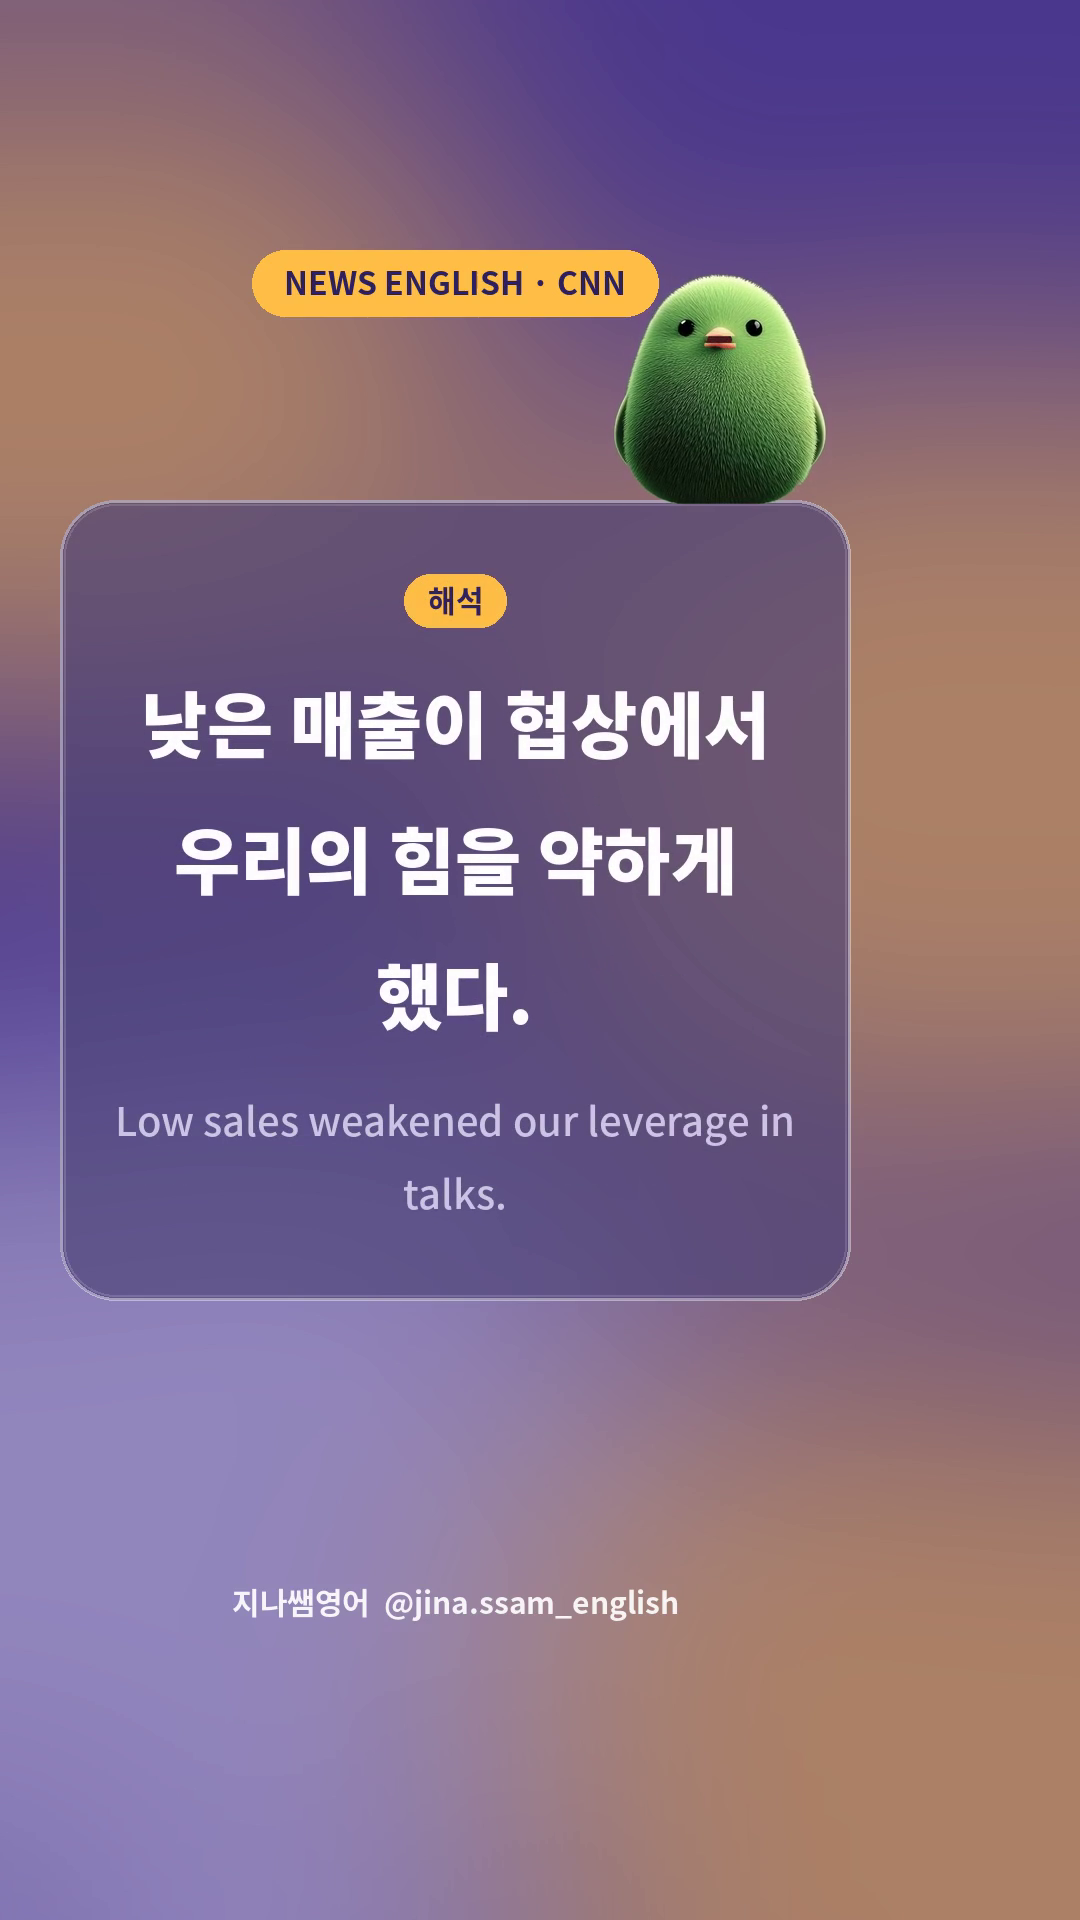 NEWS ENGLISH · CNN
해석
낮은 매출이 협상에서
우리의 힘을 약하게
했다.
Low sales weakened our leverage in
talks.
지나쌤영어 @jina.ssam_english